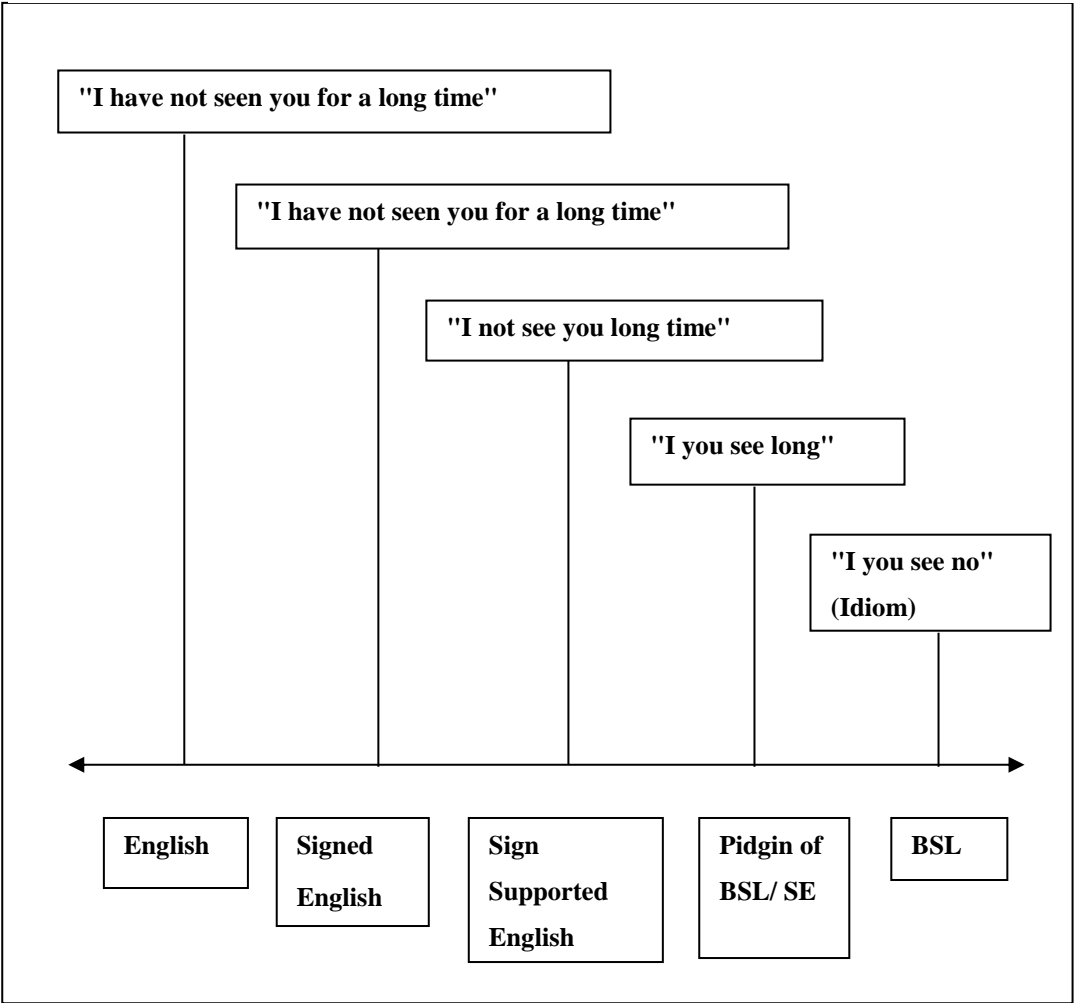 "I have not seen you for a long time"
"I have not seen you for a long time"
"I not see you long time"
"I you see long"
"I you see no"
(Idiom)
English
Signed
English
Sign
Supported
English
Pidgin of
BSL/ SE
BSL